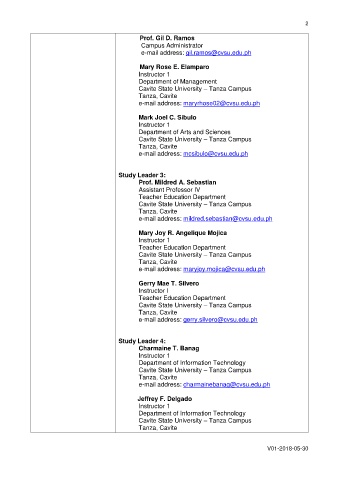 2
Prof. Gil D. Ramos
Campus Administrator
e-mail address: gil.ramos@cvsu.edu.ph
Mary Rose E. Elamparo
Instructor 1
Department of Management
Cavite State University – Tanza Campus
Tanza, Cavite
e-mail address: maryrhose02@cvsu.edu.ph
Mark Joel C. Sibulo
Instructor 1
Department of Arts and Sciences
Cavite State University – Tanza Campus
Tanza, Cavite
e-mail address: mcsibulo@cvsu.edu.ph
Study Leader 3:
Prof. Mildred A. Sebastian
Assistant Professor IV
Teacher Education Department
Cavite State University – Tanza Campus
Tanza, Cavite
e-mail address: mildred.sebastian@cvsu.edu.ph
Mary Joy R. Angelique Mojica
Instructor 1
Teacher Education Department
Cavite State University – Tanza Campus
Tanza, Cavite
e-mail address: maryjoy.mojica@cvsu.edu.ph
Gerry Mae T. Silvero
Instructor I
Teacher Education Department
Cavite State University – Tanza Campus
Tanza, Cavite
e-mail address: gerry.silvero@cvsu.edu.ph
Study Leader 4:
Charmaine T. Banag
Instructor 1
Department of Information Technology
Cavite State University – Tanza Campus
Tanza, Cavite
e-mail address: charmainebanag@cvsu.edu.ph
Jeffrey F. Delgado
Instructor 1
Department of Information Technology
Cavite State University – Tanza Campus
Tanza, Cavite
V01-2018-05-30